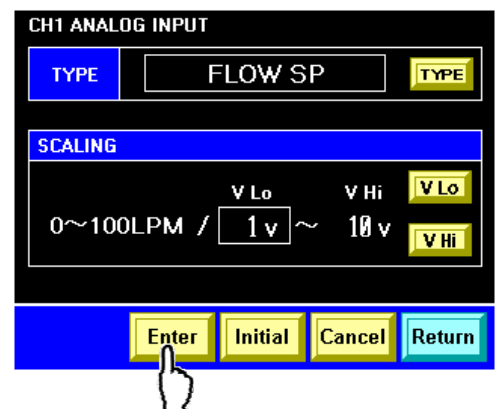 CH1 ANALOG INPUT
TYPE FLOW SP TYPE
SCALING
V Lo V Hi V Lo
0～100LPM / 1 v ～ 10 v V Hi
Enter Initial Cancel Return